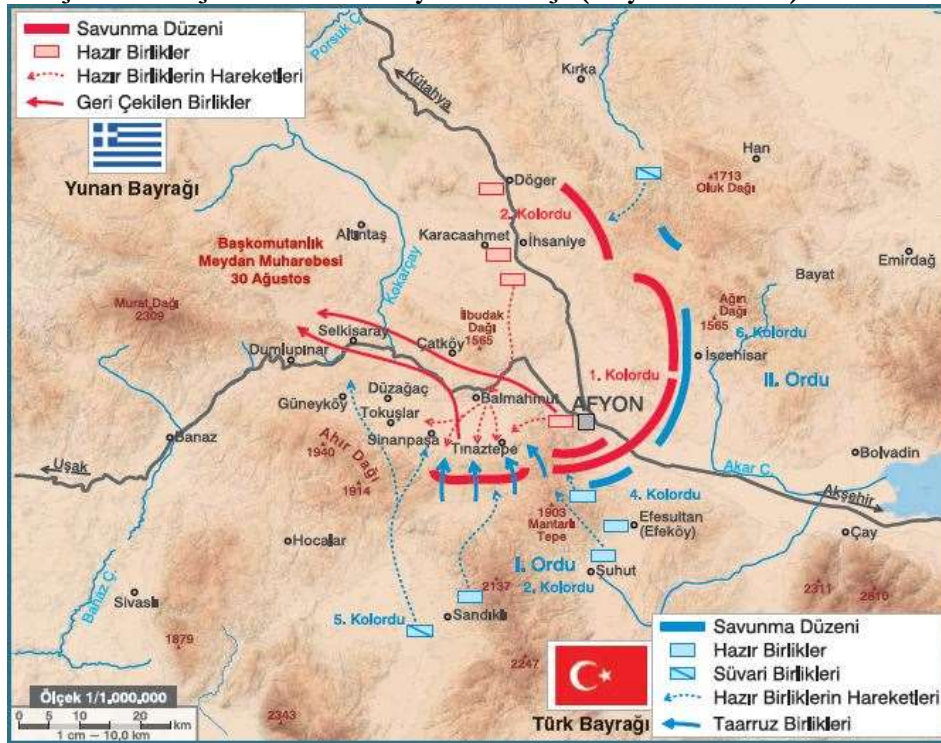 Savunma Düzeni
Hazır Birlikler
Hazır Birliklerin Hareketleri
Geri Çekilen Birlikler
Yunan Bayrağı
Porsuk Ç.
Kütahya
Kırka
Han
1713
Oluk Dağı
Döger
2. Kolordu
Karacaahmet
İhsaniye
Altıntaş
Başkomutanlık
Meydan Muharebesi
30 Ağustos
Kokarçay
Emirdağ
Bayat
Murat Dağı
2309
İlbudak
Dağı
1565
Ağın
Dağı
1565
6. Kolordu
Selkisaray
Çatköy
İscehisar
Dumlupınar
1. Kolordu
II. Ordu
Düzağaç
Güneyköy
Balmahmut
AFYON
Tokuşlar
Sinanpaşa
Tınaztepe
Banaz
Ahır Dağı
1940
Bolvadin
Uşak
1914
Akar Ç.
Akşehir
4. Kolordu
1903
Mantarlı
Tepe
Efesultan
(Efeköy)
Çay
Hocalar
I. Ordu
2. Kolordu
Şuhut
2137
2311
2819
Banaz Ç.
Sivaslı
5. Kolordu
Sandıklı
1879
2247
2343
Ölçek 1/1.000.000
0 5 10 20 km
1 cm – 10,0 km
Türk Bayrağı
Savunma Düzeni
Hazır Birlikler
Süvari Birlikleri
Hazır Birliklerin Hareketleri
Taarruz Birlikleri